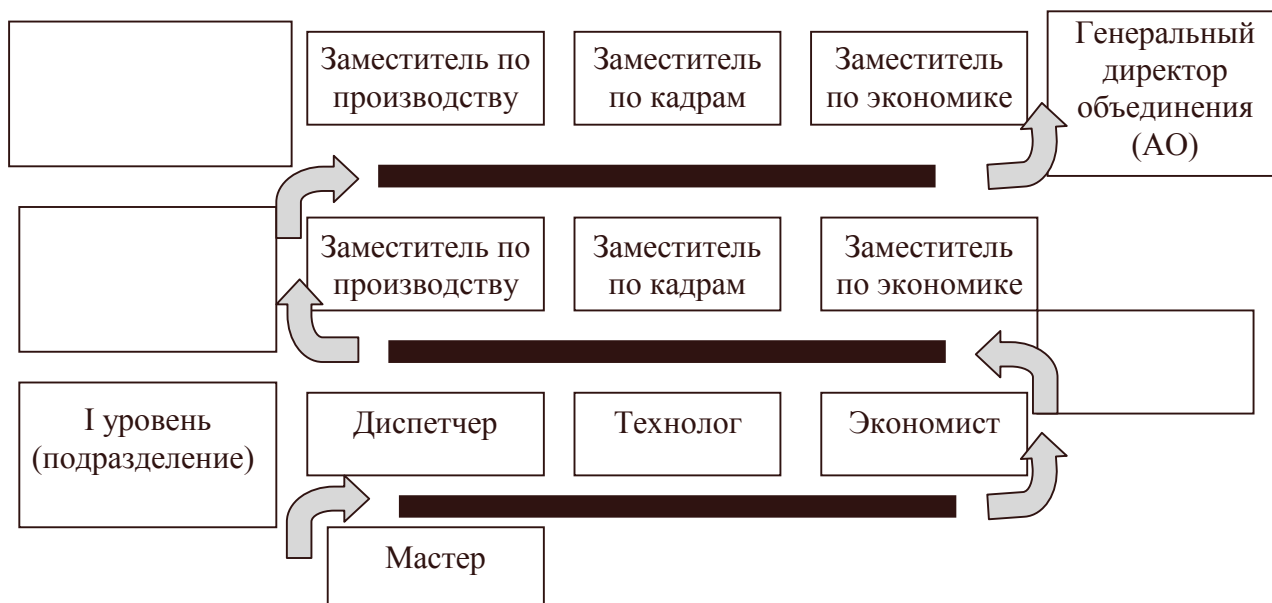 Заместитель по
производству
Заместитель
по кадрам
Заместитель
по экономике
Генеральный
директор
объединения
(АО)
Заместитель по
производству
Заместитель
по кадрам
Заместитель
по экономике
I уровень
(подразделение)
Диспетчер
Технолог
Экономист
Мастер